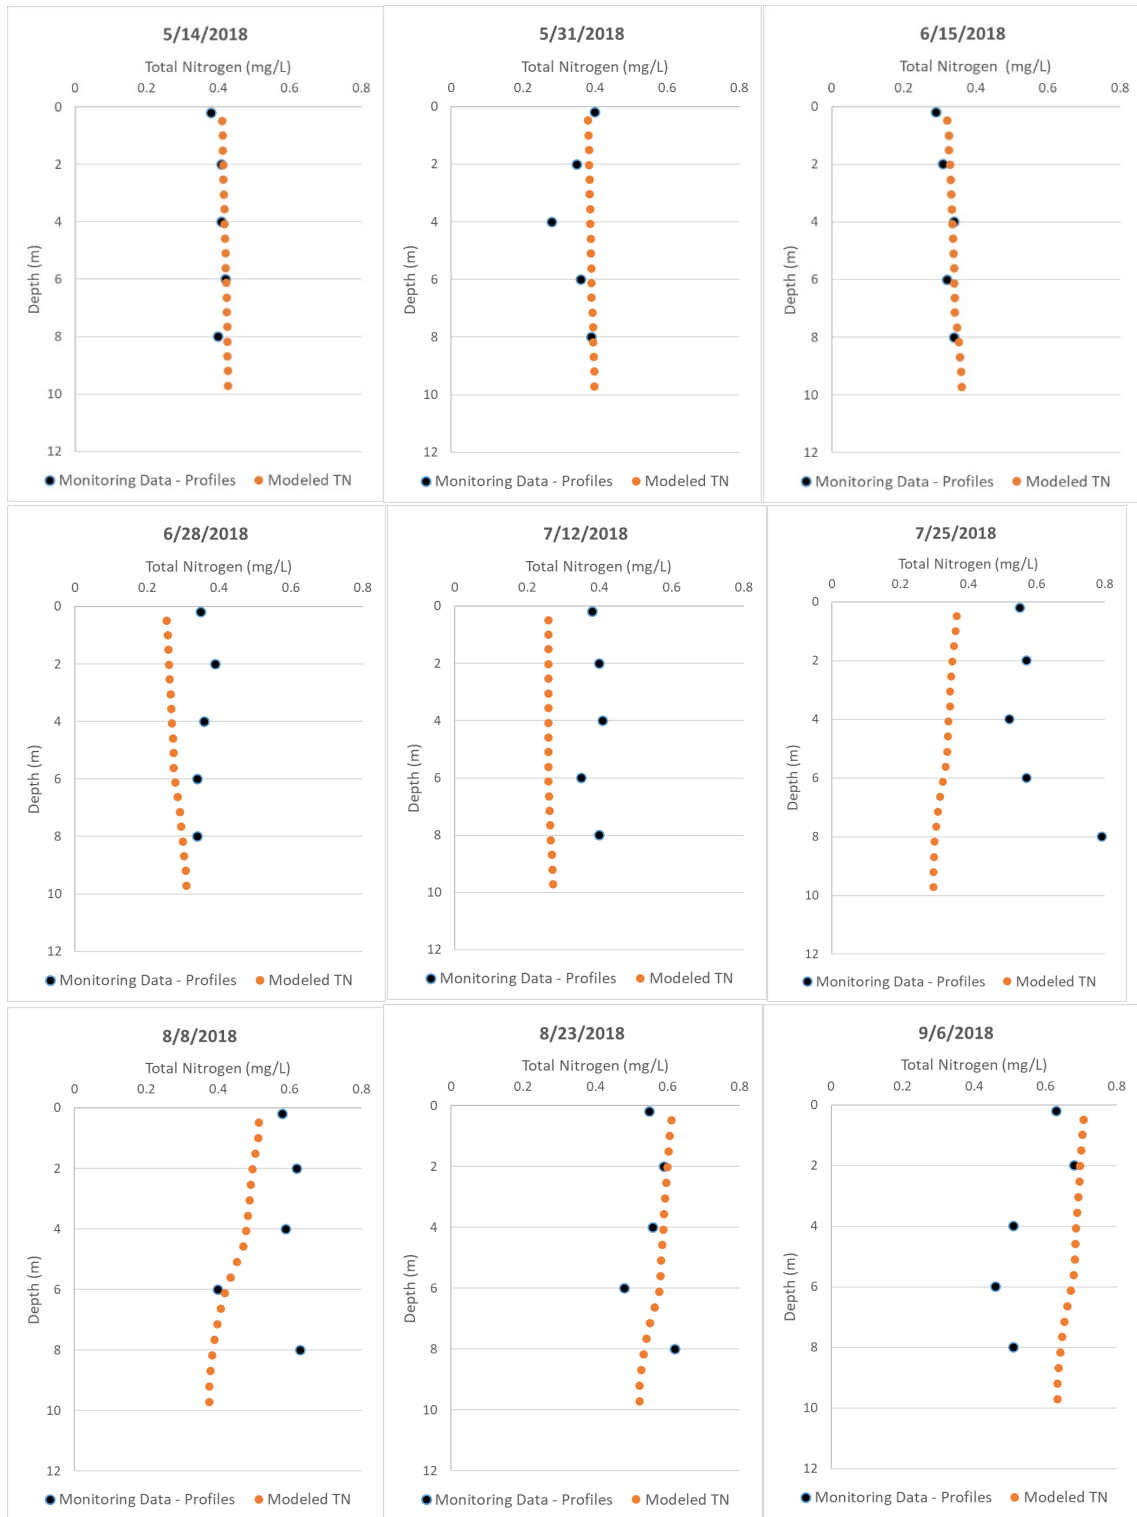 5/14/2018
Total Nitrogen (mg/L)
0 0.2 0.4 0.6 0.8
0
2
4
6
8
10
12
Depth (m)
Monitoring Data - Profiles Modeled TN
5/31/2018
Total Nitrogen (mg/L)
0 0.2 0.4 0.6 0.8
0
2
4
6
8
10
12
Depth (m)
Monitoring Data - Profiles Modeled TN
6/15/2018
Total Nitrogen (mg/L)
0 0.2 0.4 0.6 0.8
0
2
4
6
8
10
12
Depth (m)
Monitoring Data - Profiles Modeled TN
6/28/2018
Total Nitrogen (mg/L)
0 0.2 0.4 0.6 0.8
0
2
4
6
8
10
12
Depth (m)
Monitoring Data - Profiles Modeled TN
7/12/2018
Total Nitrogen (mg/L)
0 0.2 0.4 0.6 0.8
0
2
4
6
8
10
12
Depth (m)
Monitoring Data - Profiles Modeled TN
7/25/2018
Total Nitrogen (mg/L)
0 0.2 0.4 0.6 0.8
0
2
4
6
8
10
12
Depth (m)
Monitoring Data - Profiles Modeled TN
8/8/2018
Total Nitrogen (mg/L)
0 0.2 0.4 0.6 0.8
0
2
4
6
8
10
12
Depth (m)
Monitoring Data - Profiles Modeled TN
8/23/2018
Total Nitrogen (mg/L)
0 0.2 0.4 0.6 0.8
0
2
4
6
8
10
12
Depth (m)
Monitoring Data - Profiles Modeled TN
9/6/2018
Total Nitrogen (mg/L)
0 0.2 0.4 0.6 0.8
0
2
4
6
8
10
12
Depth (m)
Monitoring Data - Profiles Modeled TN